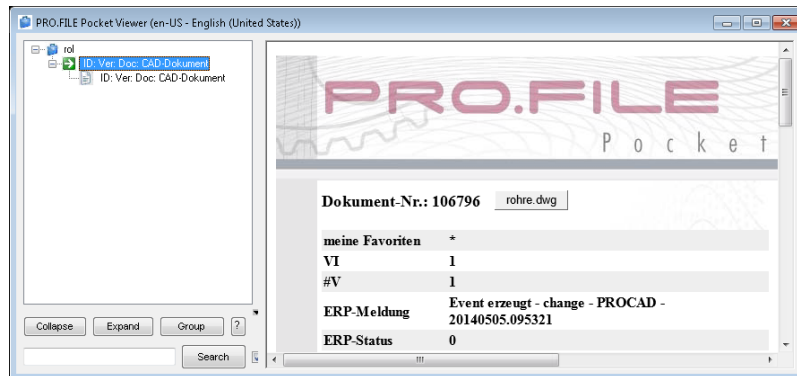 PRO.FILE Pocket Viewer (en-US - English (United States))
rol
ID: Ver: Doc: CAD-Dokument
ID: Ver: Doc: CAD-Dokument
Collapse Expand Group ?
Search
PRO.FILE
Pocket
Dokument-Nr.: 106796 rohre.dwg
meine Favoriten *
VI 1
#V 1
ERP-Meldung Event erzeugt - change - PROCAD -
20140505.095321
ERP-Status 0